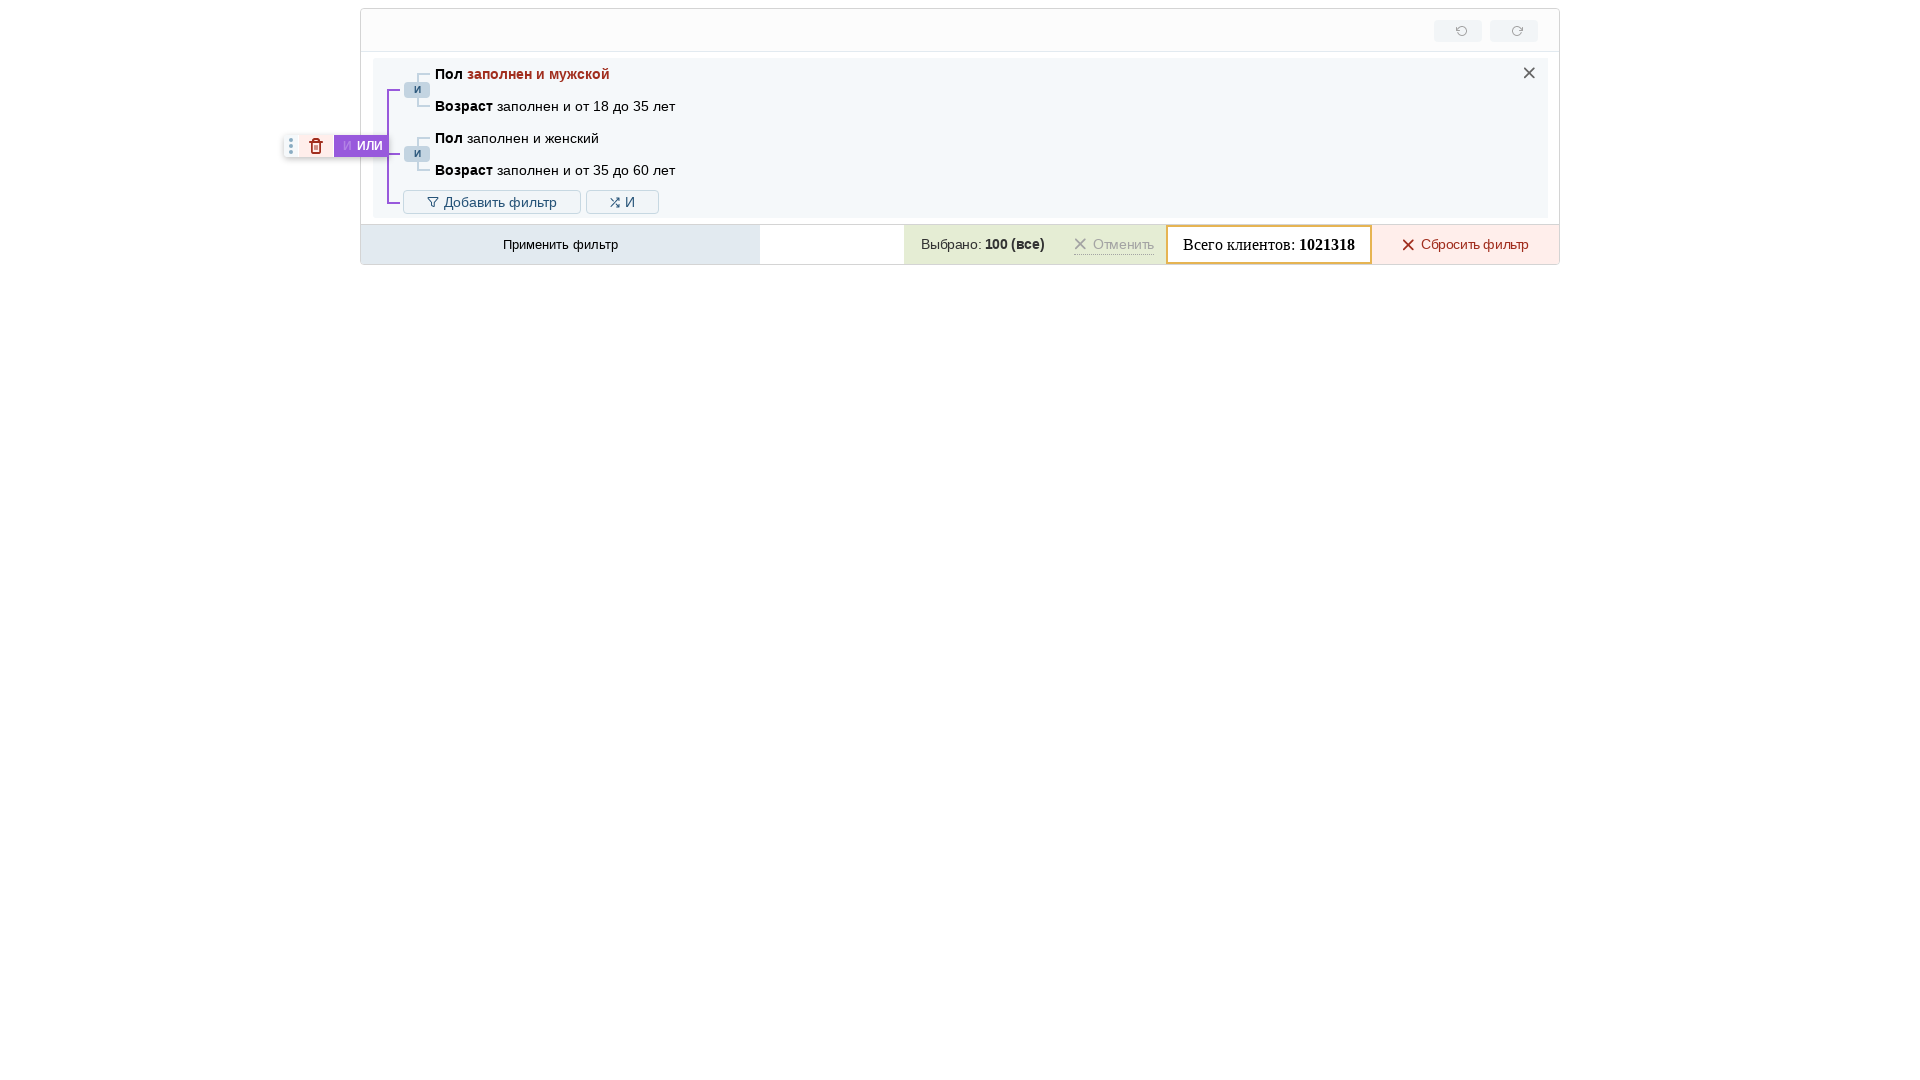 Пол заполнен и мужской
И
Возраст заполнен и от 18 до 35 лет
Пол заполнен и женский
И ИЛИ
И
Возраст заполнен и от 35 до 60 лет
Добавить фильтр И
Применить фильтр Выбрано: 100 (все) Отменить Всего клиентов: 1021318 Сбросить фильтр